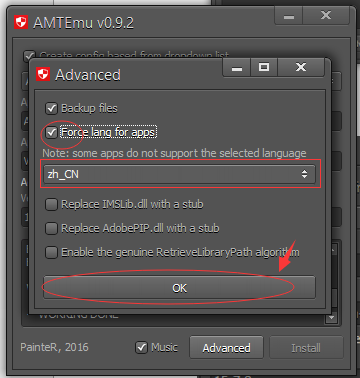 AMTEmu v0.9.2
Create config based from dropdown list
Advanced
Backup files
Force lang for apps
Note: some apps do not support the selected language
zh_CN
Replace IMSLib.dll with a stub
Replace AdobePIP.dll with a stub
Enable the genuine RetrieveLibraryPath algorithm
OK
WORKING DONE
PainteR, 2016
Music
Advanced
Install